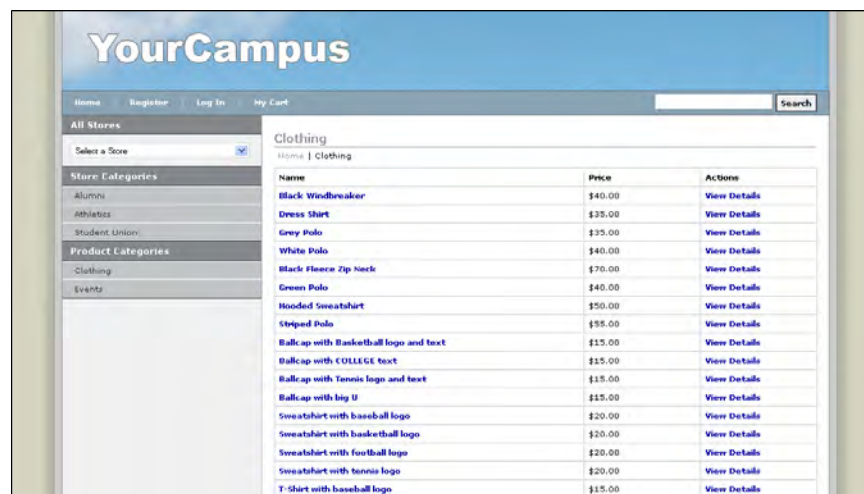 YourCampus
Home Register Log In My Cart Search
All Stores
Select a Store
Store Categories
Alumni
Athletics
Student Union
Product Categories
Clothing
Events
Clothing
Home | Clothing
Name Price Actions
Black Windbreaker $40.00 View Details
Dress Shirt $35.00 View Details
Grey Polo $35.00 View Details
White Polo $40.00 View Details
Black Fleece Zip Neck $70.00 View Details
Green Polo $40.00 View Details
Hooded Sweatshirt $50.00 View Details
Striped Polo $55.00 View Details
Ballcap with Basketball logo and text $15.00 View Details
Ballcap with COLLEGE text $15.00 View Details
Ballcap with Tennis logo and text $15.00 View Details
Ballcap with big U $15.00 View Details
Sweatshirt with baseball logo $20.00 View Details
Sweatshirt with basketball logo $20.00 View Details
Sweatshirt with football logo $20.00 View Details
Sweatshirt with tennis logo $20.00 View Details
T-Shirt with baseball logo $15.00 View Details